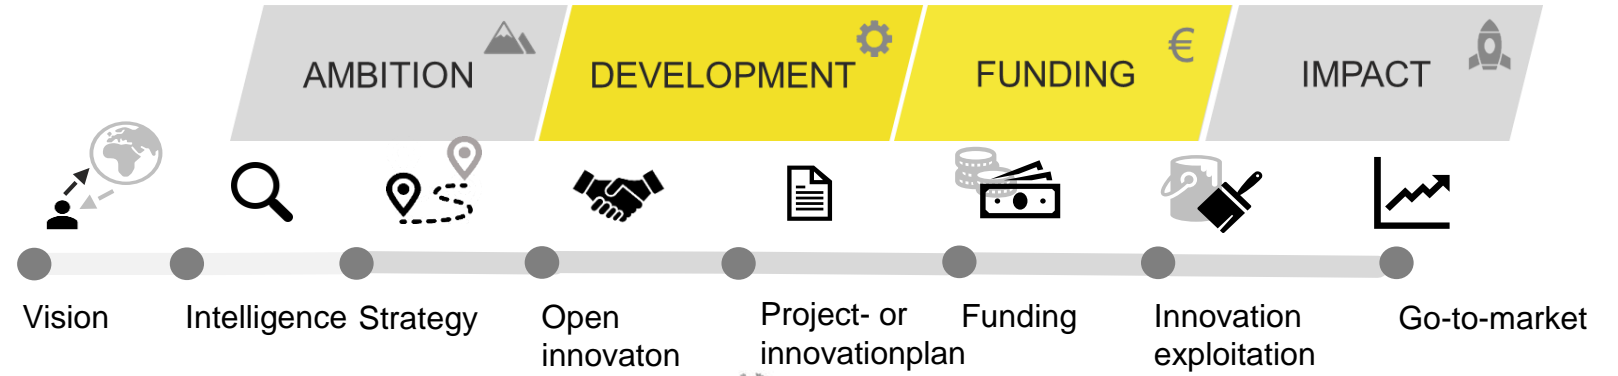 AMBITION
DEVELOPMENT
FUNDING
€
IMPACT
Vision
Intelligence
Strategy
Open
innovaton
Project- or
innovationplan
Funding
Innovation
exploitation
Go-to-market